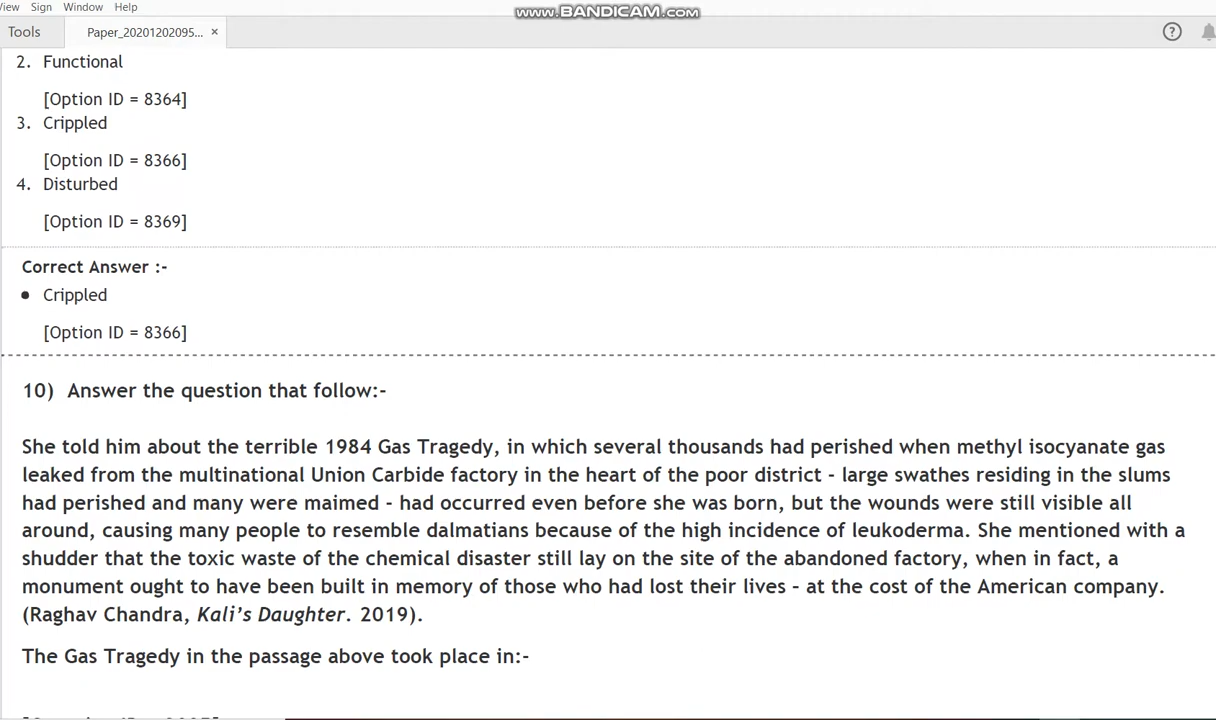 View Sign Window Help
www.BANDICAM.COM
Tools Paper_20201202095... × ?
2. Functional
[Option ID = 8364]
3. Crippled
[Option ID = 8366]
4. Disturbed
[Option ID = 8369]
Correct Answer :-
• Crippled
[Option ID = 8366]
10) Answer the question that follow:-
She told him about the terrible 1984 Gas Tragedy, in which several thousands had perished when methyl isocyanate gas
leaked from the multinational Union Carbide factory in the heart of the poor district - large swathes residing in the slums
had perished and many were maimed - had occurred even before she was born, but the wounds were still visible all
around, causing many people to resemble dalmatians because of the high incidence of leukoderma. She mentioned with a
shudder that the toxic waste of the chemical disaster still lay on the site of the abandoned factory, when in fact, a
monument ought to have been built in memory of those who had lost their lives – at the cost of the American company.
(Raghav Chandra, Kali’s Daughter. 2019).
The Gas Tragedy in the passage above took place in:-